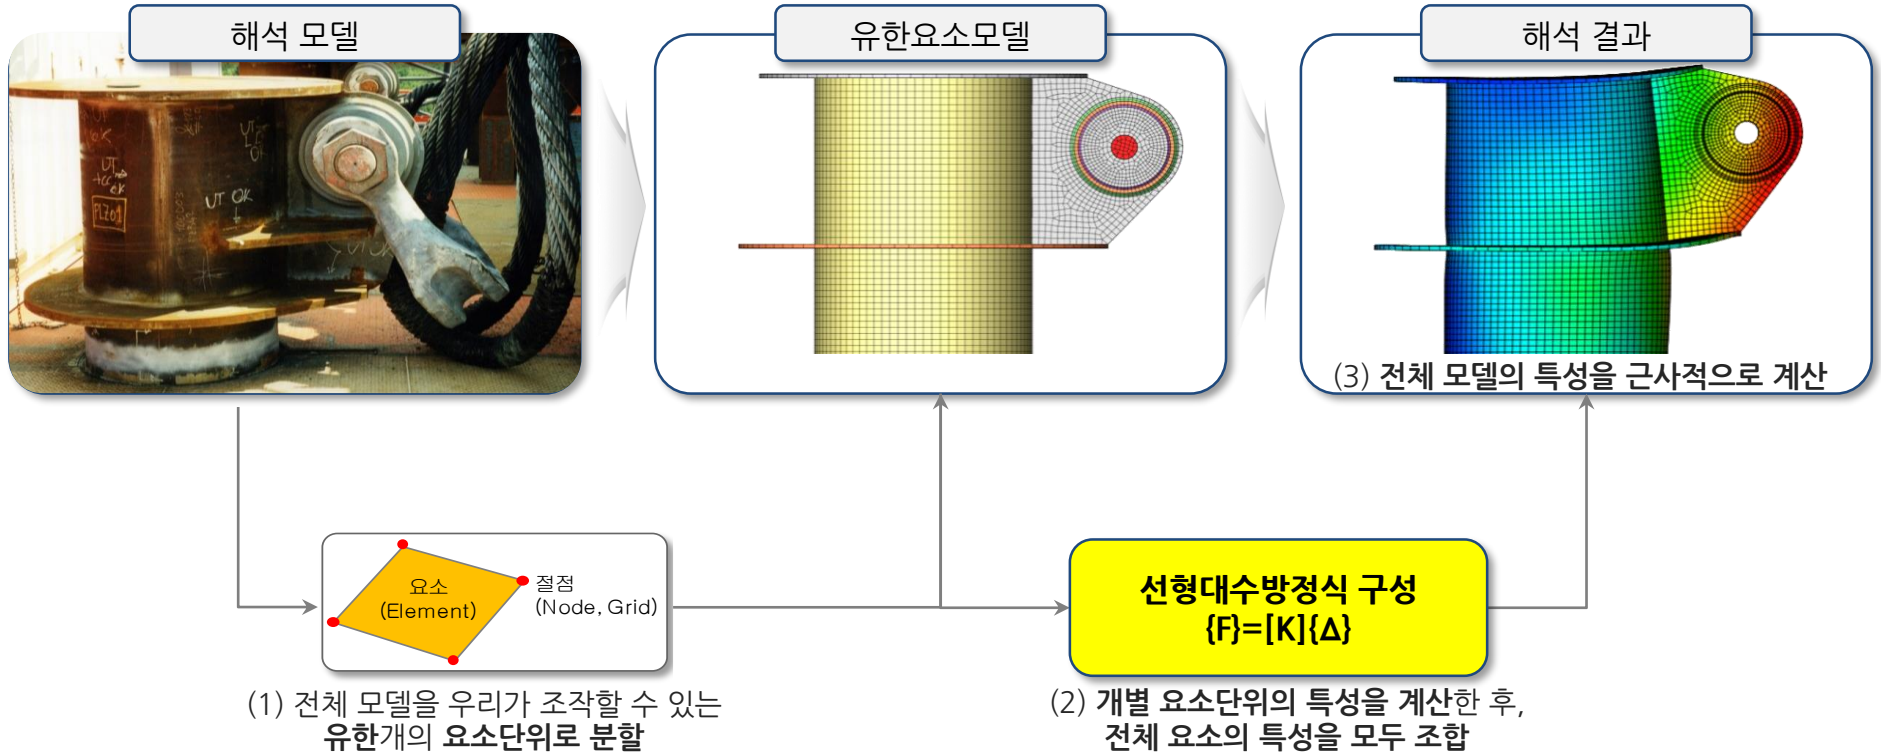 해석 모델
유한요소모델
해석 결과
UT OK
PLZ01
UT OK
(3) 전체 모델의 특성을 근사적으로 계산
요소
(Element)
절점
(Node, Grid)
선형대수방정식 구성
{F}=[K]{Δ}
(1) 전체 모델을 우리가 조작할 수 있는
유한개의 요소단위로 분할
(2) 개별 요소단위의 특성을 계산한 후,
전체 요소의 특성을 모두 조합